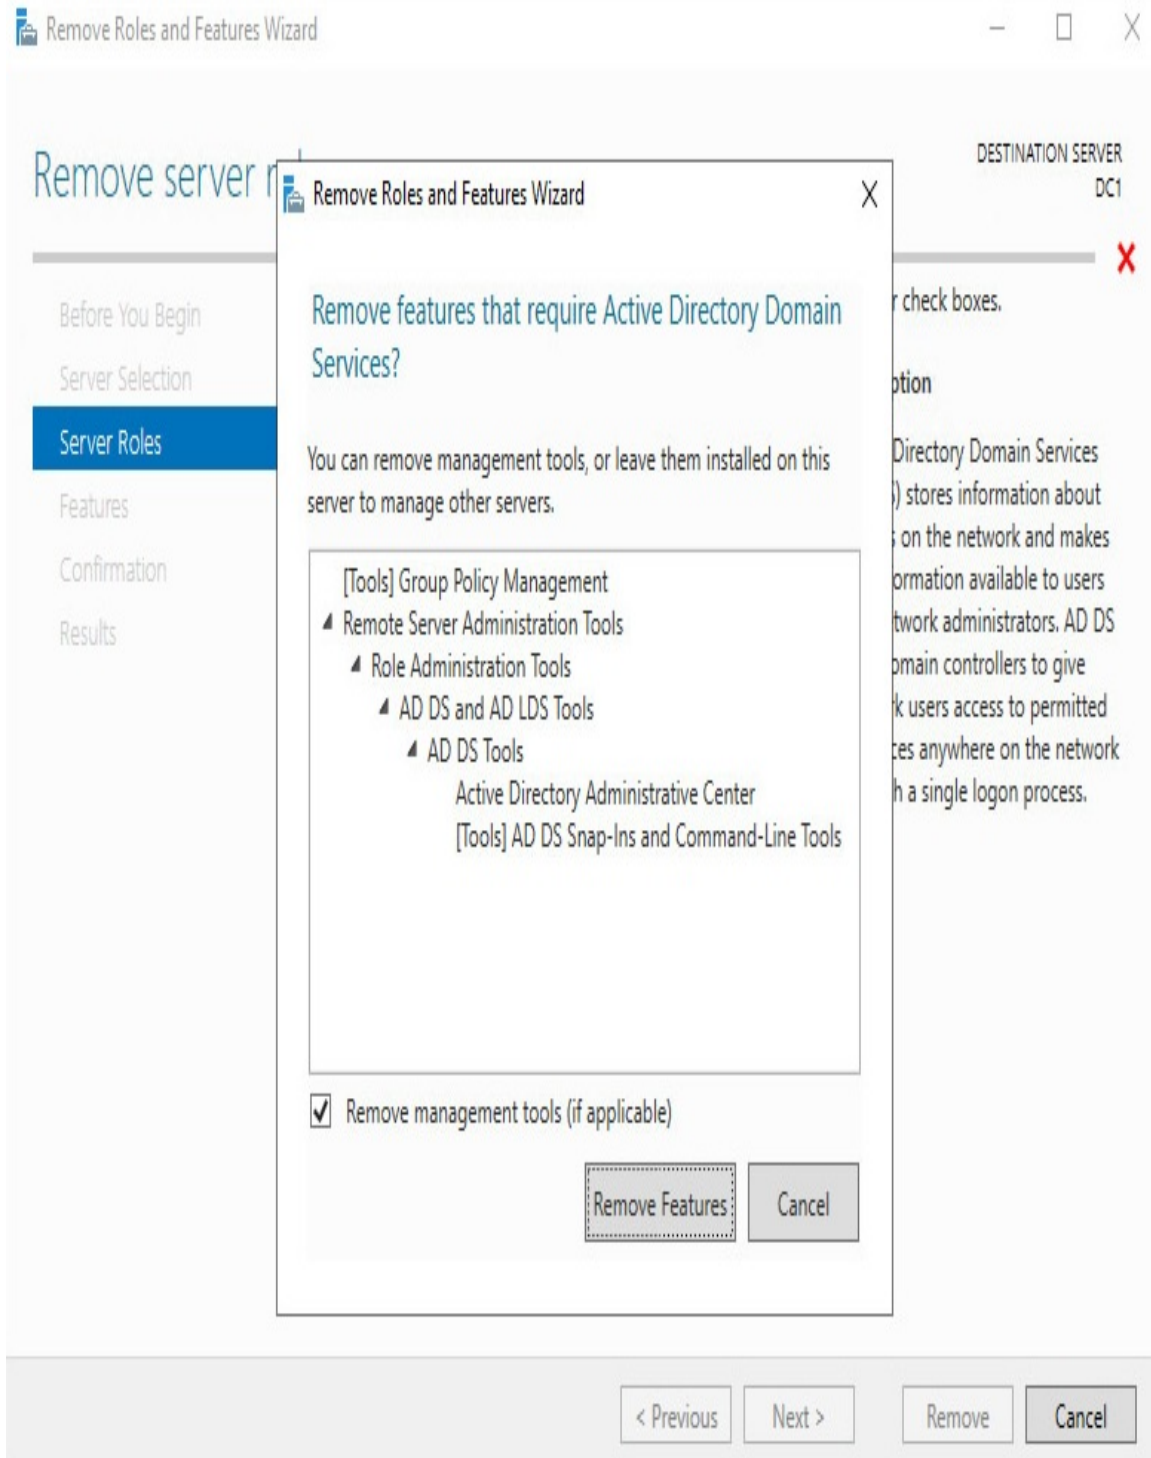 Remove Roles and Features Wizard
Remove server
DESTINATION SERVER
DC1
Before You Begin
Server Selection
Server Roles
Features
Confirmation
Results
Remove Roles and Features Wizard
Remove features that require Active Directory Domain
Services?
You can remove management tools, or leave them installed on this
server to manage other servers.
[Tools] Group Policy Management
Remote Server Administration Tools
Role Administration Tools
AD DS and AD LDS Tools
AD DS Tools
Active Directory Administrative Center
[Tools] AD DS Snap-Ins and Command-Line Tools
Remove management tools (if applicable)
Remove Features
Cancel
check boxes.
Directory Domain Services
stores information about
on the network and makes
available to users
administrators. AD DS
controllers to give
users access to permitted
anywhere on the network
a single logon process.
< Previous
Next >
Remove
Cancel